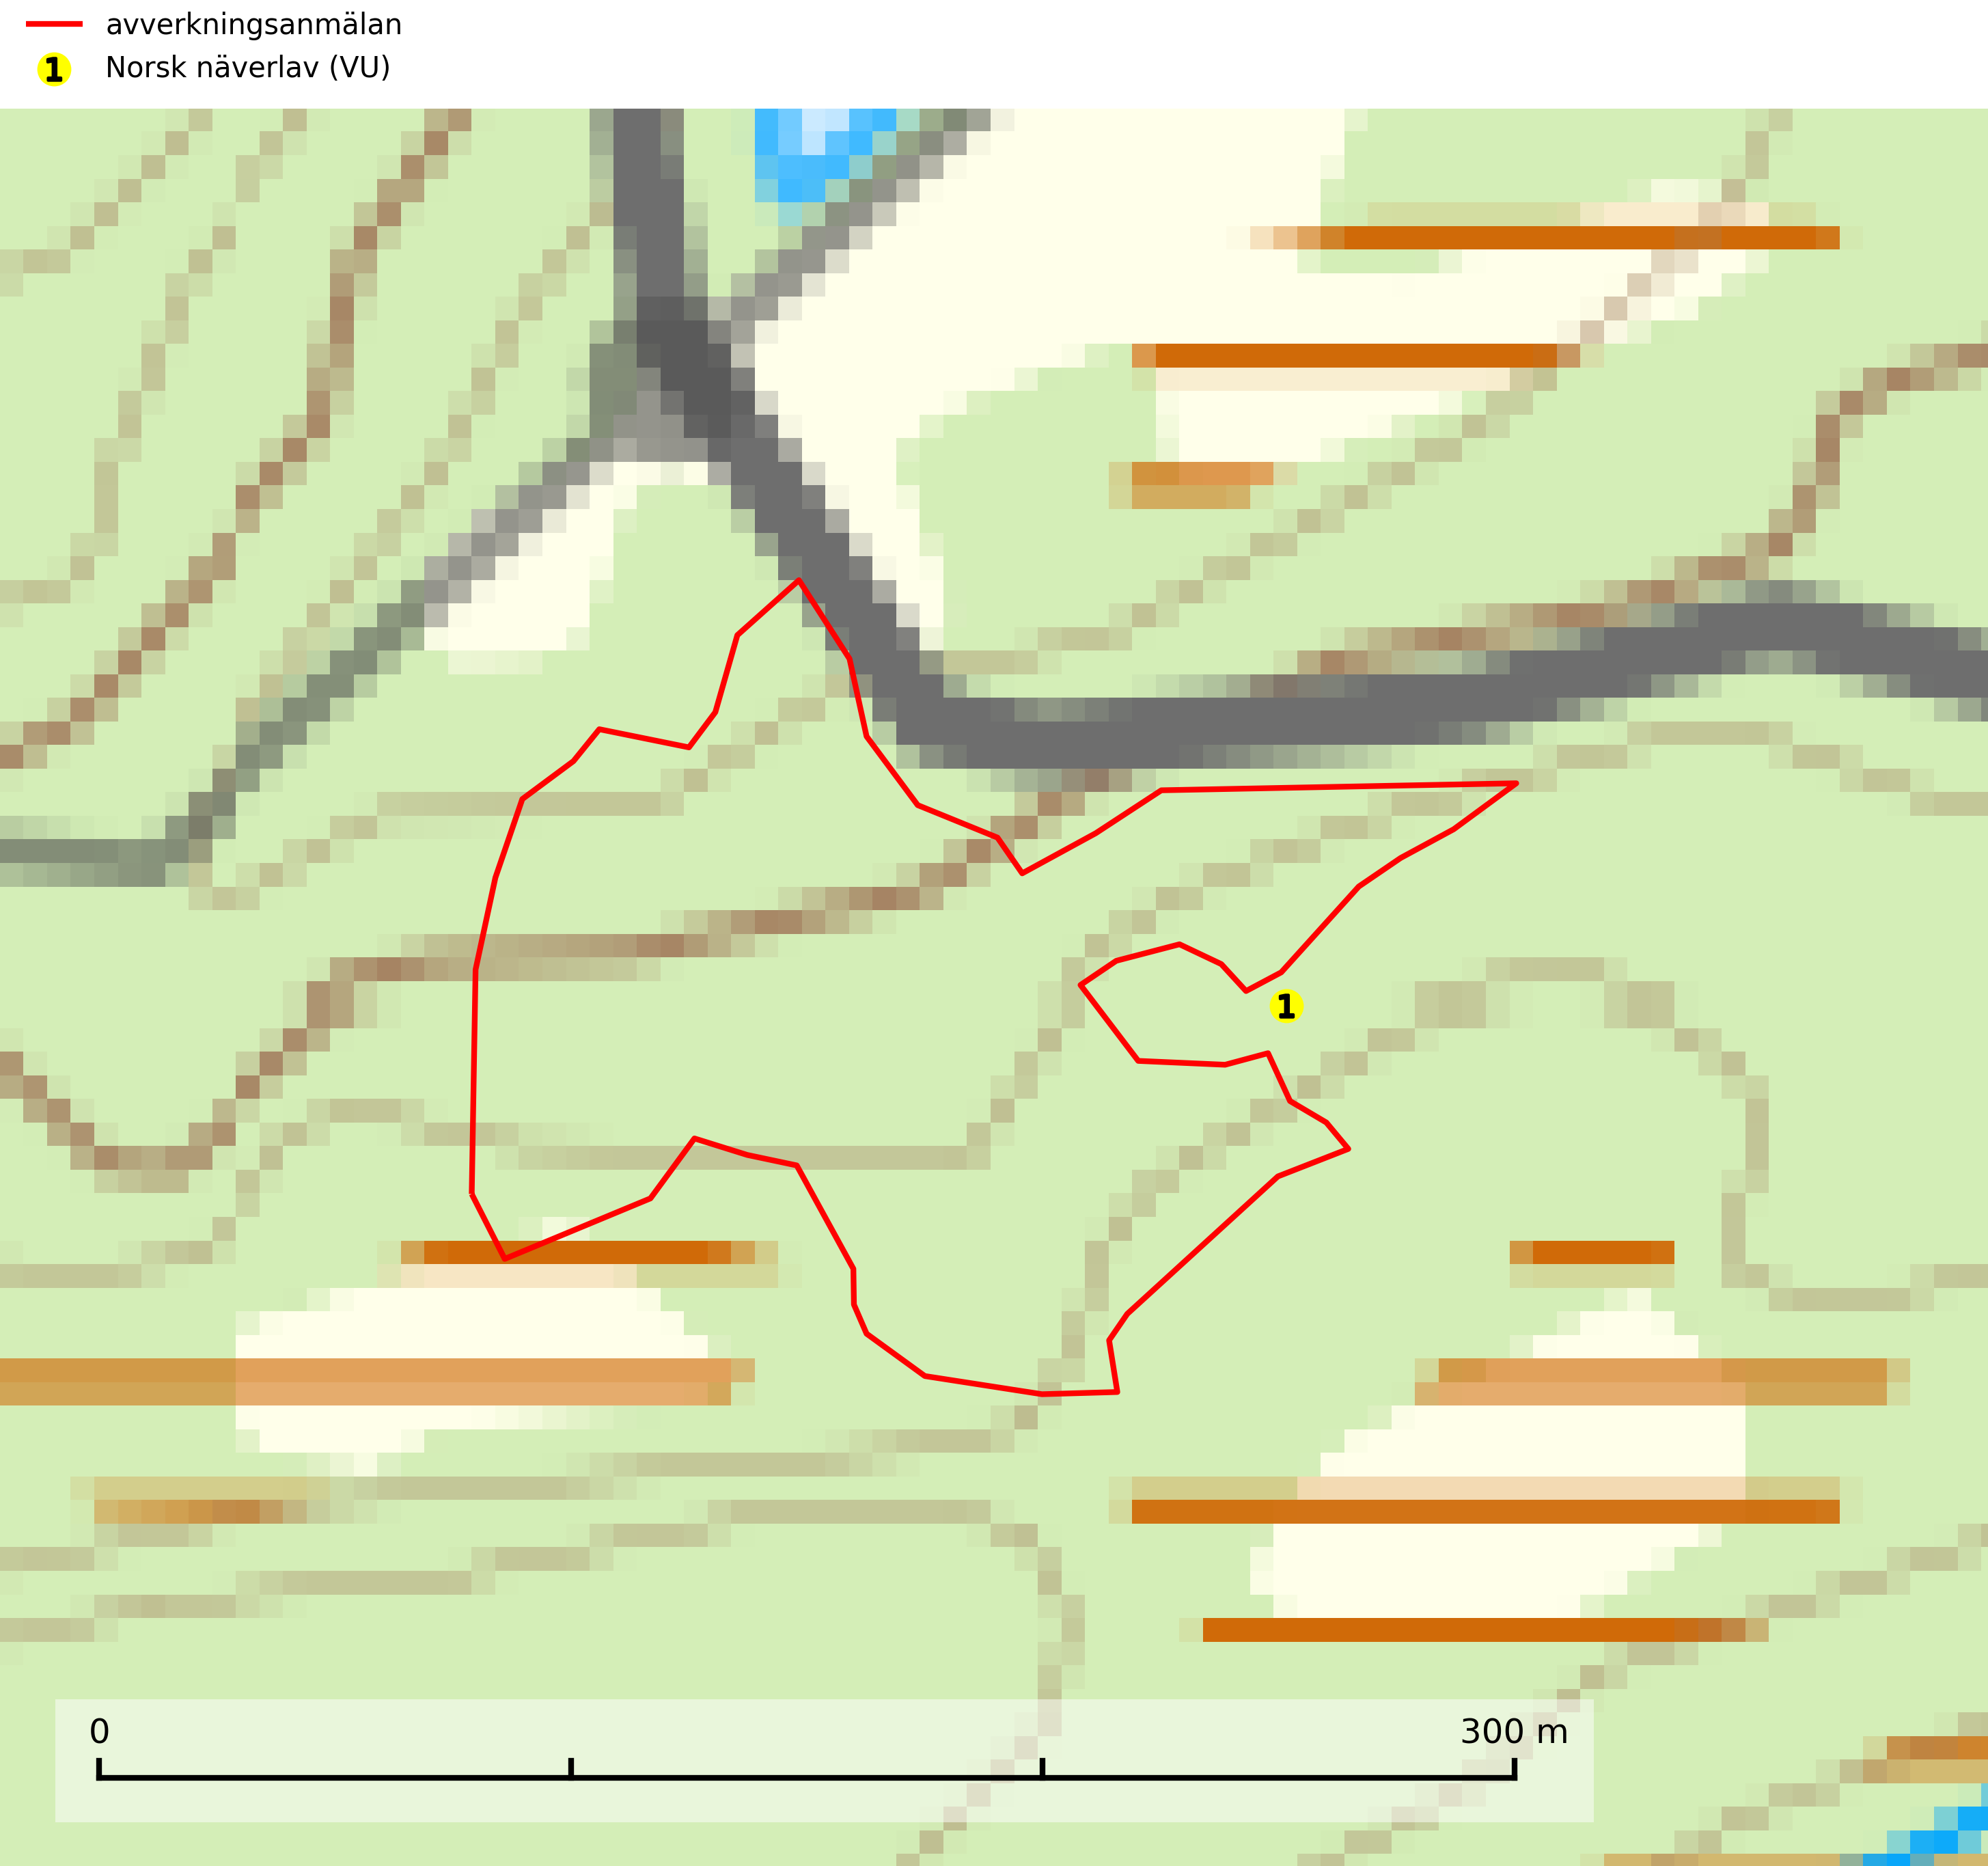 avverkningsanmälan
1 Norsk näverlav (VU)
1
0 300 m